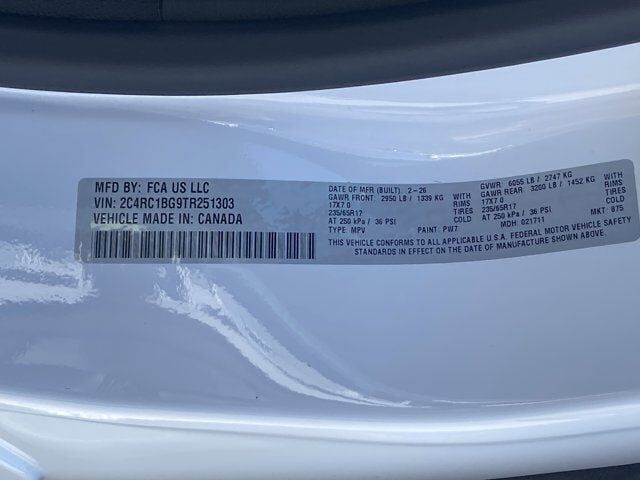 MFD BY: FCA US LLC
VIN: 2C4RC1BG9TR251303
VEHICLE MADE IN: CANADA
DATE OF MFR (BUILT). 2-26 GVWR 6055 LB / 2747 KG
GAWR FRONT: 2950 LB / 1339 KG WITH GAWR REAR: 3200 LB / 1452 KG WITH
17X7 0 RIMS 17X7 0 RIMS
235/65R17 TIRES 235/65R17 TIRES
AT 250 kPa / 36 PSI COLD AT 250 kPa / 36 PSI COLD
TYPE: MPV PAINT: PW7 MDH: 021711 MKT: 875
THIS VEHICLE CONFORMS TO ALL APPLICABLE U.S.A. FEDERAL MOTOR VEHICLE SAFETY
STANDARDS IN EFFECT ON THE DATE OF MANUFACTURE SHOWN ABOVE.